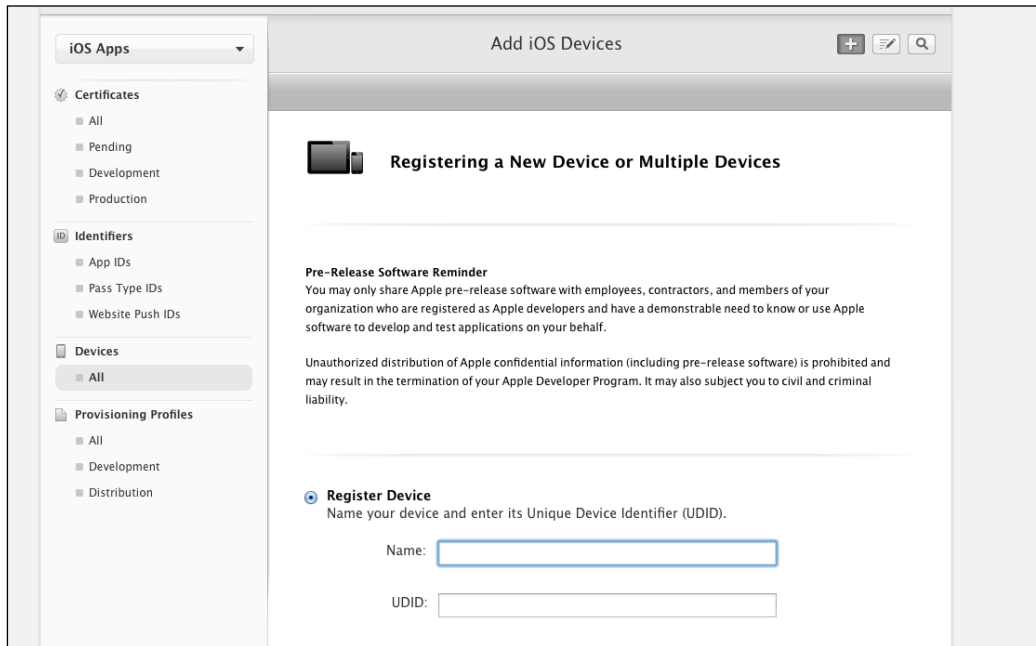 iOS Apps
Certificates
All
Pending
Development
Production
ID Identifiers
App IDs
Pass Type IDs
Website Push IDs
Devices
All
Provisioning Profiles
All
Development
Distribution
Add iOS Devices
Registering a New Device or Multiple Devices
Pre-Release Software Reminder
You may only share Apple pre-release software with employees, contractors, and members of your
organization who are registered as Apple developers and have a demonstrable need to know or use Apple
software to develop and test applications on your behalf.
Unauthorized distribution of Apple confidential information (including pre-release software) is prohibited and
may result in the termination of your Apple Developer Program. It may also subject you to civil and criminal
liability.
Register Device
Name your device and enter its Unique Device Identifier (UDID).
Name:
UDID: